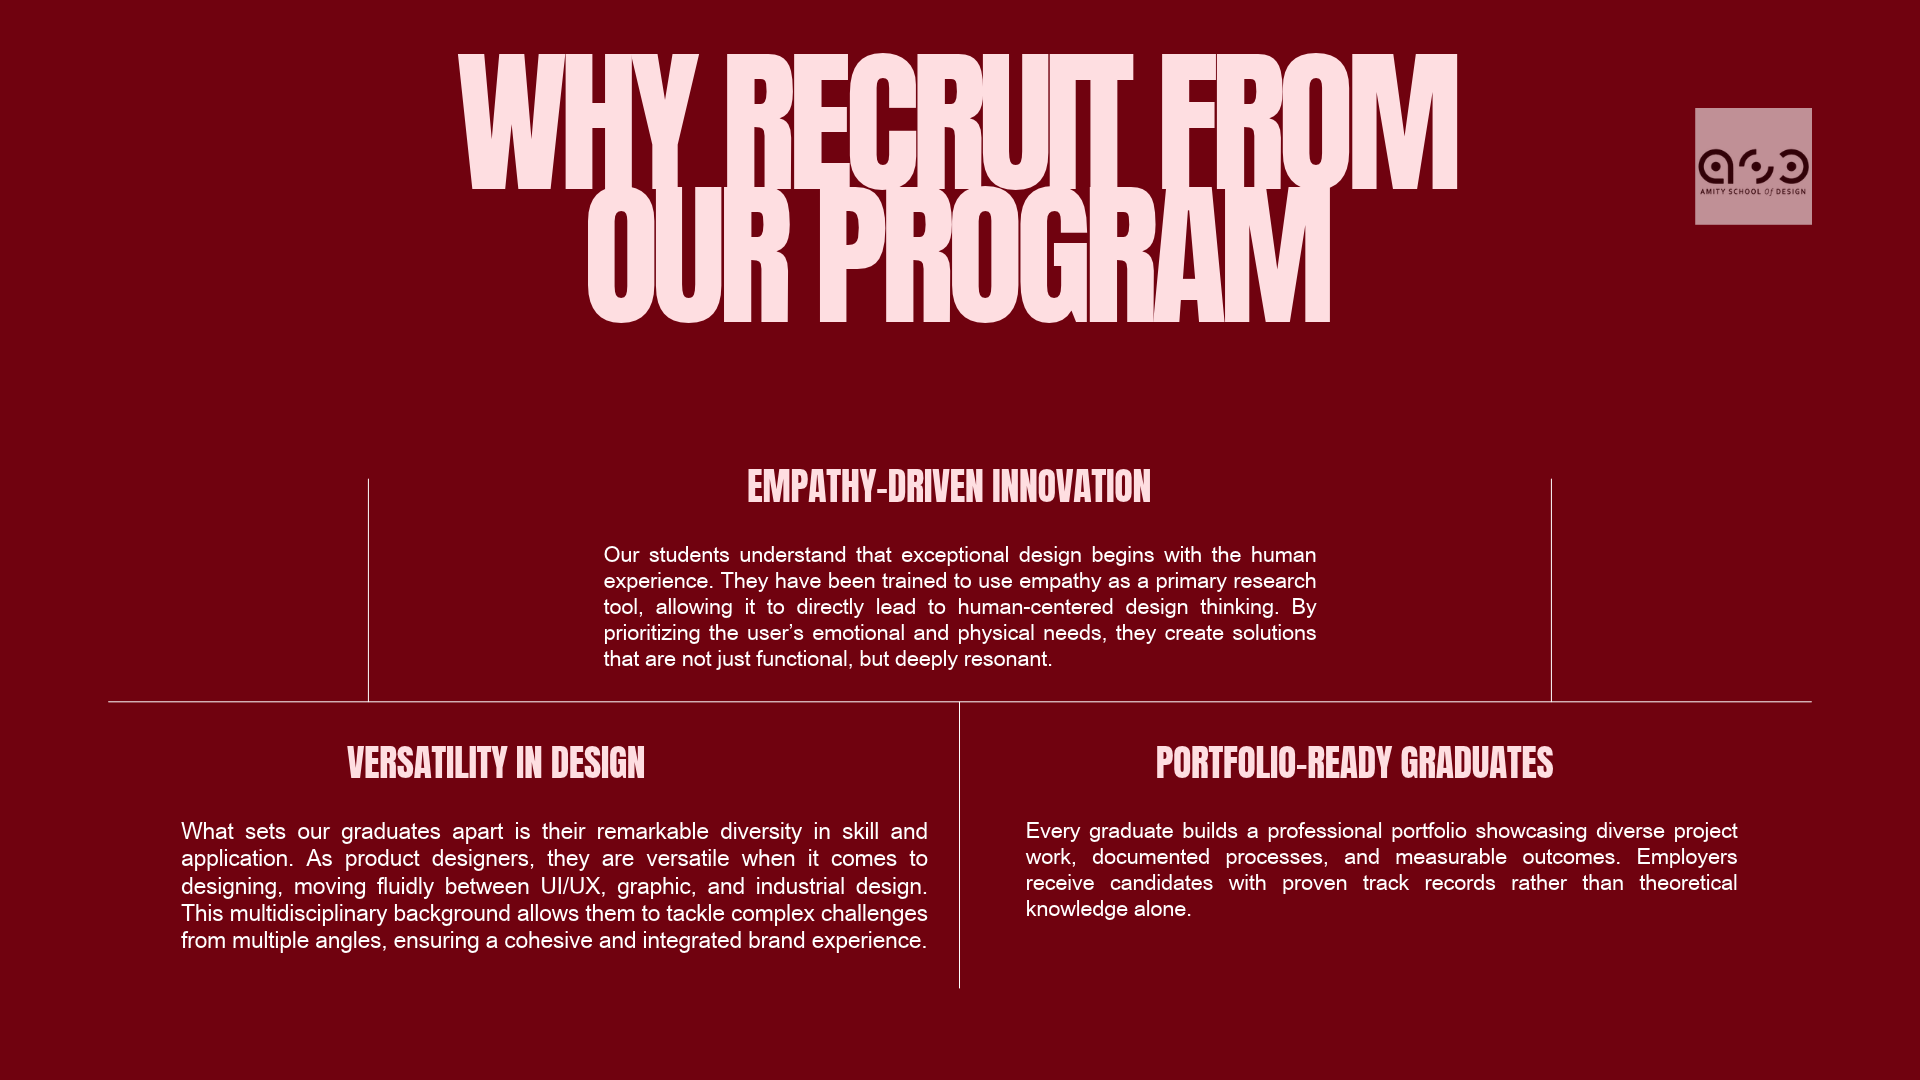 WHY RECRUIT FROM
OUR PROGRAM
AMITY SCHOOL Of DESIGN
EMPATHY-DRIVEN INNOVATION
Our students understand that exceptional design begins with the human
experience. They have been trained to use empathy as a primary research
tool, allowing it to directly lead to human-centered design thinking. By
prioritizing the user’s emotional and physical needs, they create solutions
that are not just functional, but deeply resonant.
VERSATILITY IN DESIGN
What sets our graduates apart is their remarkable diversity in skill and
application. As product designers, they are versatile when it comes to
designing, moving fluidly between UI/UX, graphic, and industrial design.
This multidisciplinary background allows them to tackle complex challenges
from multiple angles, ensuring a cohesive and integrated brand experience.
PORTFOLIO-READY GRADUATES
Every graduate builds a professional portfolio showcasing diverse project
work, documented processes, and measurable outcomes. Employers
receive candidates with proven track records rather than theoretical
knowledge alone.